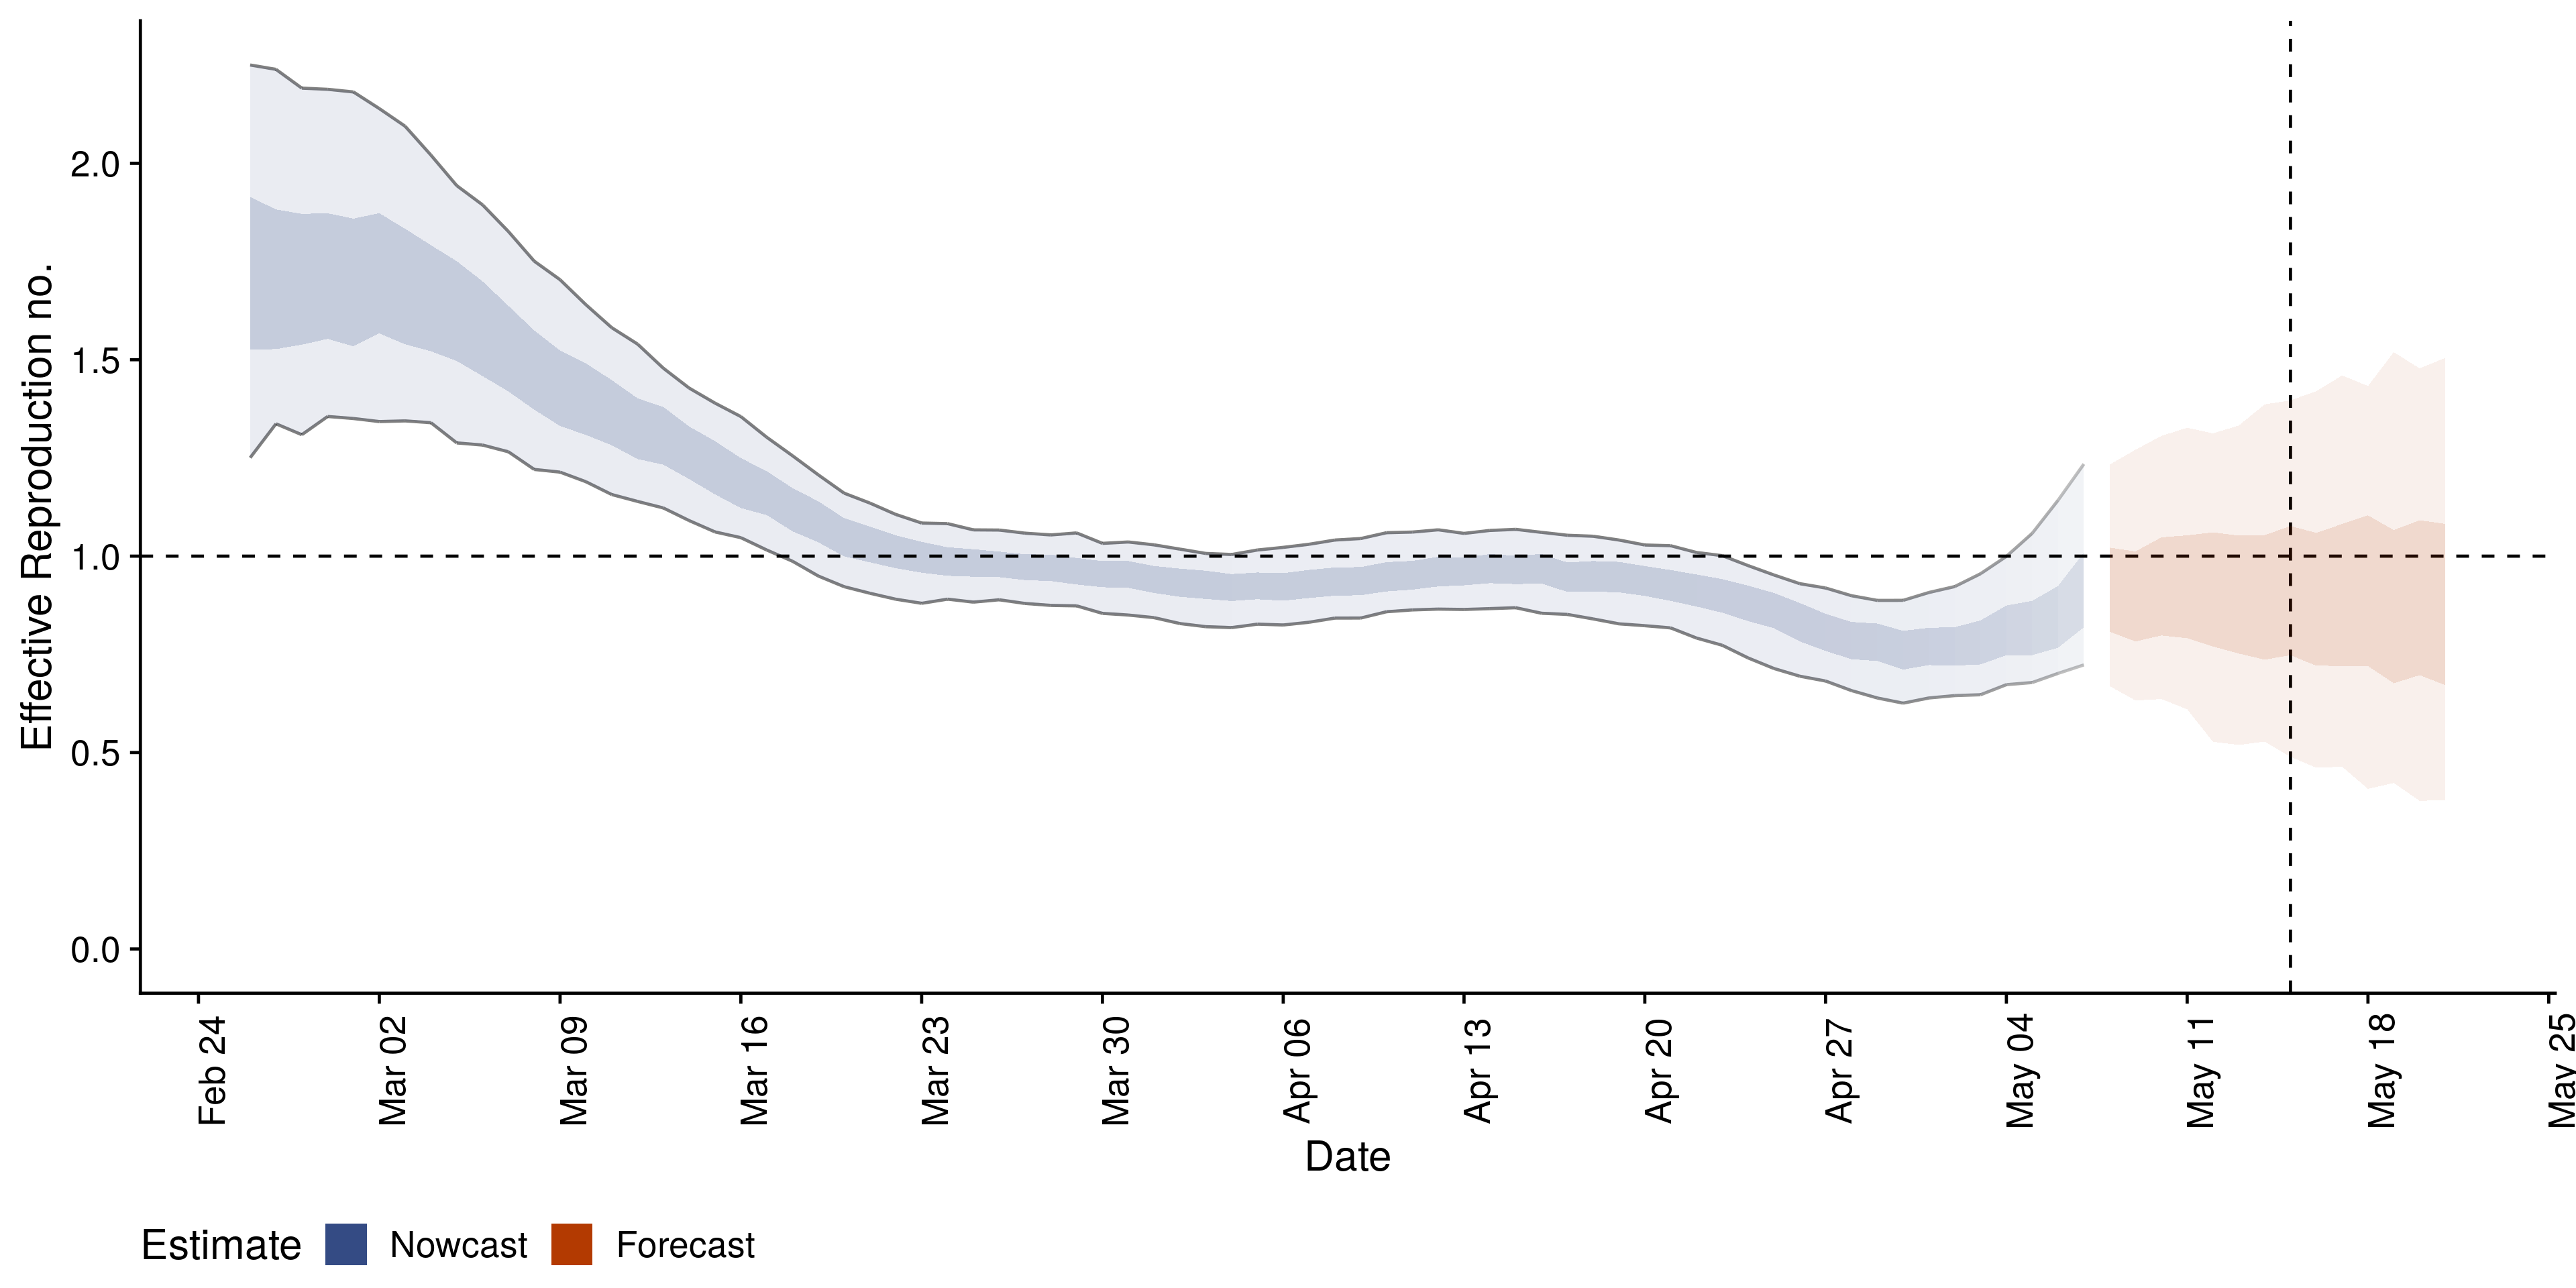 Effective Reproduction no.
2.0
1.5
1.0
0.5
0.0
Feb 24
Mar 02
Mar 09
Mar 16
Mar 23
Mar 30
Apr 06
Apr 13
Apr 20
Apr 27
May 04
May 11
May 18
May 25
Date
Estimate Nowcast Forecast